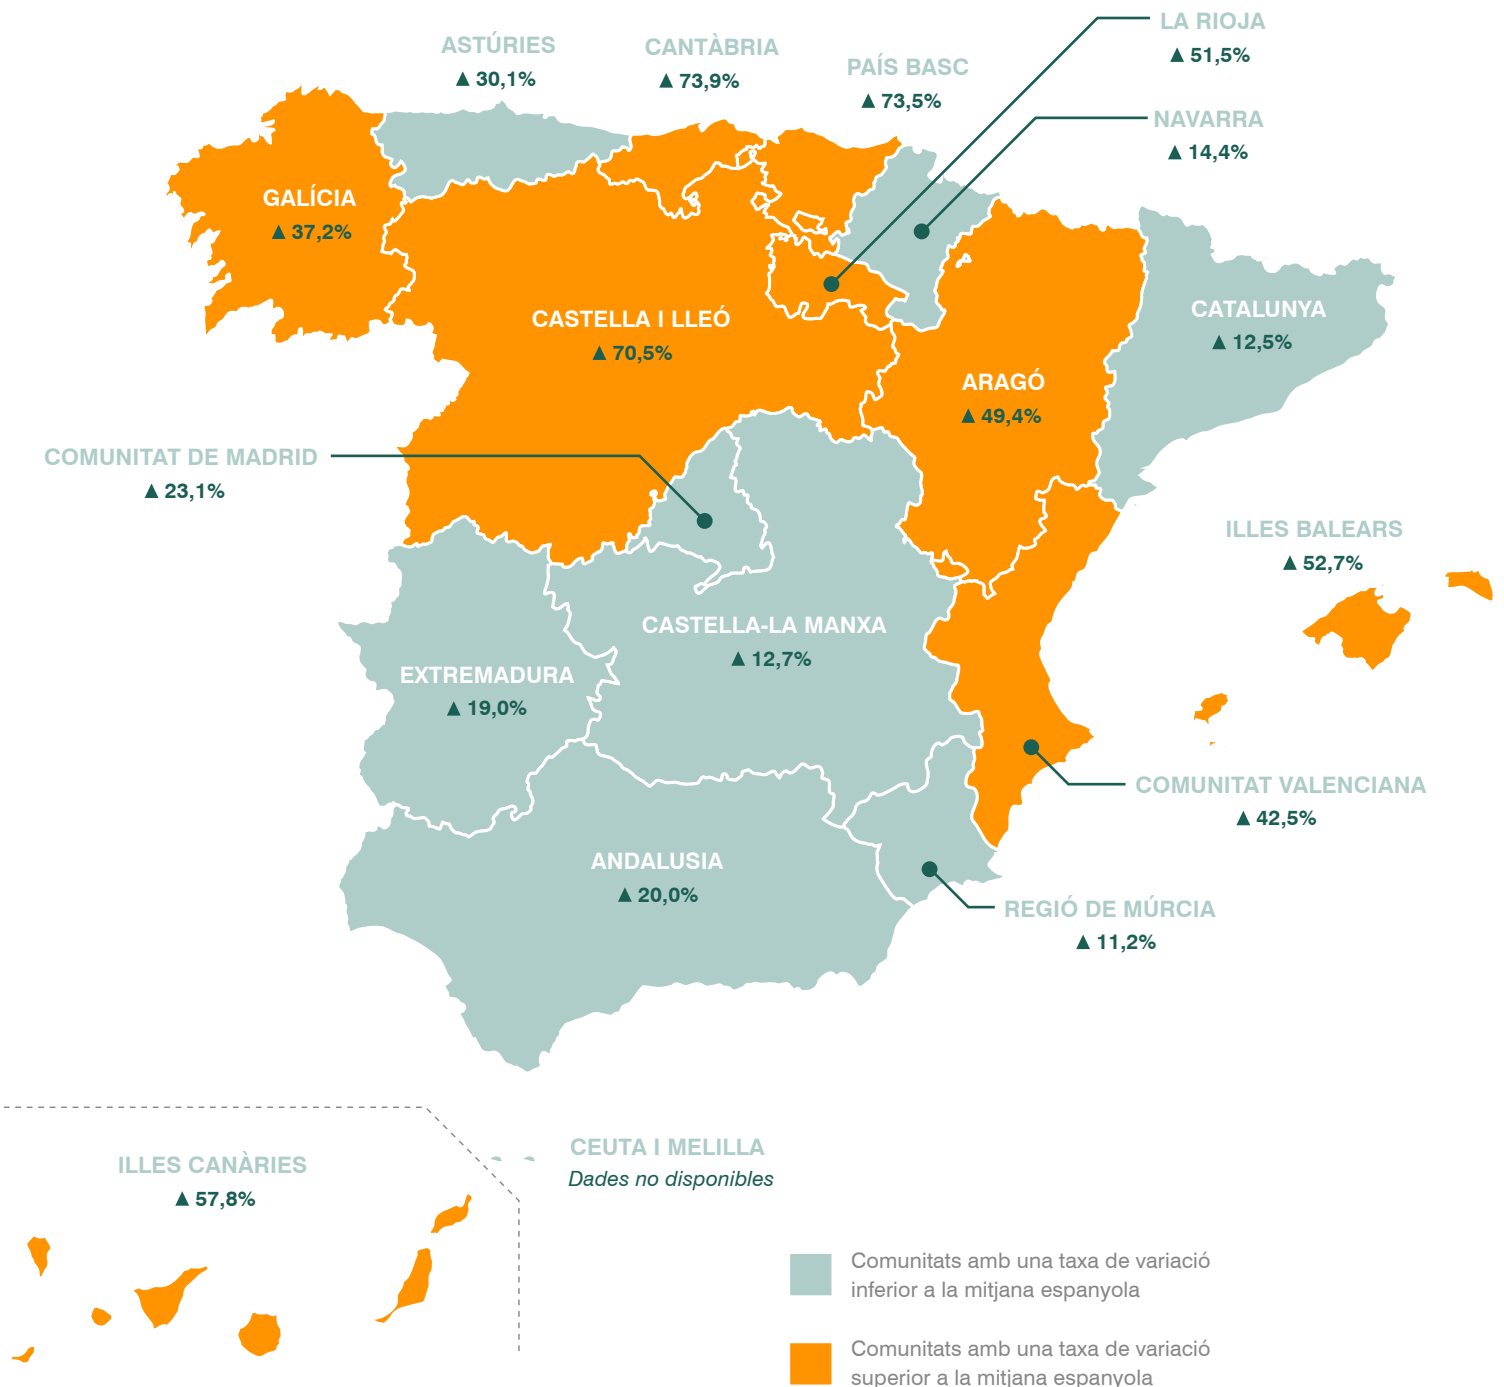 LA RIOJA
▲ 51,5%
ASTÚRIES
▲ 30,1%
CANTÀBRIA
▲ 73,9%
PAÍS BASC
▲ 73,5%
NAVARRA
▲ 14,4%
GALÍCIA
▲ 37,2%
CASTELLA I LLEÓ
▲ 70,5%
CATALUNYA
▲ 12,5%
ARAGÓ
▲ 49,4%
COMUNITAT DE MADRID
▲ 23,1%
ILLES BALEARS
▲ 52,7%
CASTELLA-LA MANXA
▲ 12,7%
EXTREMADURA
▲ 19,0%
COMUNITAT VALENCIANA
▲ 42,5%
ANDALUSIA
▲ 20,0%
REGIÓ DE MÚRCIA
▲ 11,2%
ILLES CANÀRIES
▲ 57,8%
CEUTA I MELILLA
Dades no disponibles
Comunitats amb una taxa de variació
inferior a la mitjana espanyola
Comunitats amb una taxa de variació
superior a la mitjana espanyola